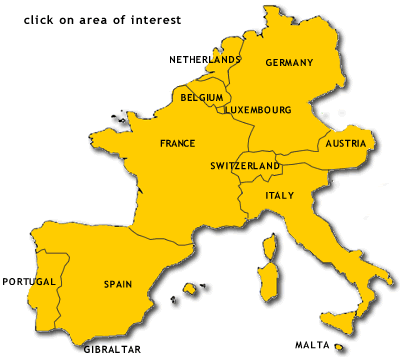 click on area of interest
NETHERLANDS
GERMANY
BELGIUM
LUXEMBOURG
FRANCE
AUSTRIA
SWITZERLAND
ITALY
PORTUGAL
SPAIN
GIBRALTAR
MALTA